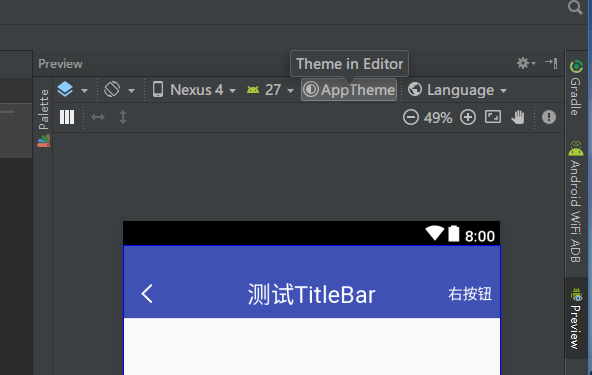 Preview
Theme in Editor
Nexus 4
27
AppTheme
Language
49%
Palette
Gradle
Android WiFi ADB
Preview
8:00
测试TitleBar
右按钮